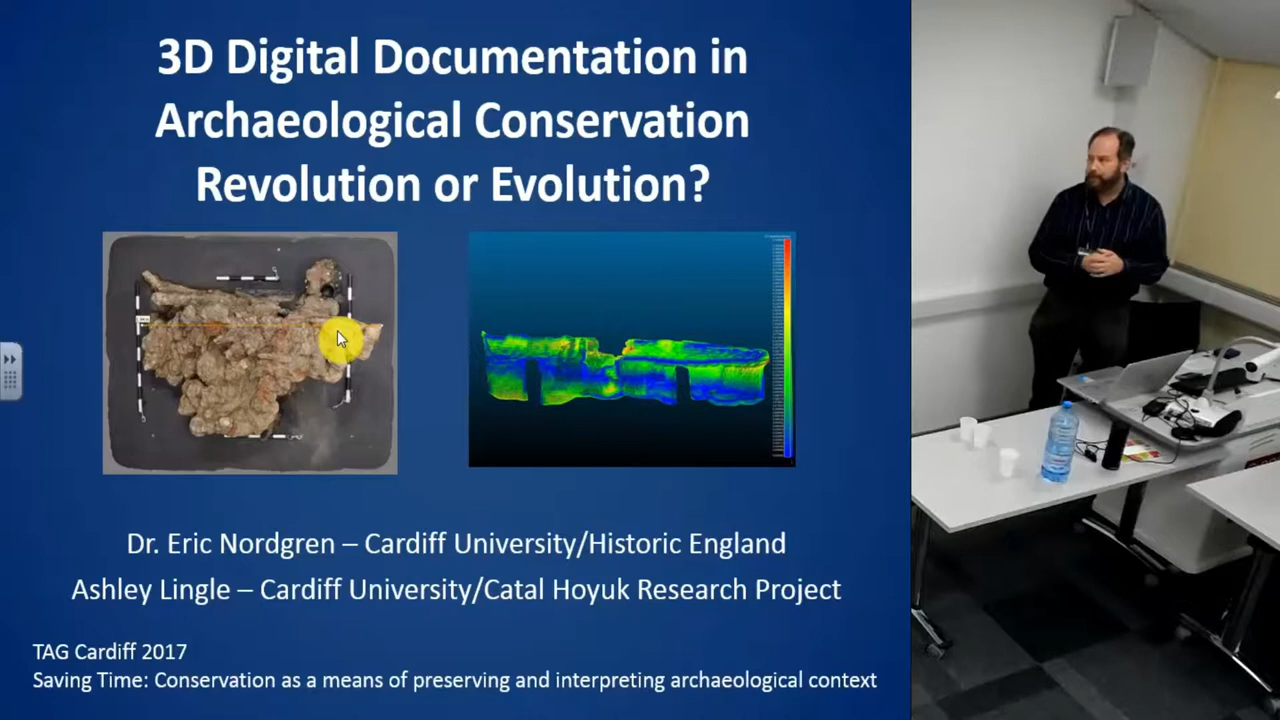 3D Digital Documentation in
Archaeological Conservation
Revolution or Evolution?
Dr. Eric Nordgren – Cardiff University/Historic England
Ashley Lingle – Cardiff University/Catal Hoyuk Research Project
TAG Cardiff 2017
Saving Time: Conservation as a means of preserving and interpreting archaeological context